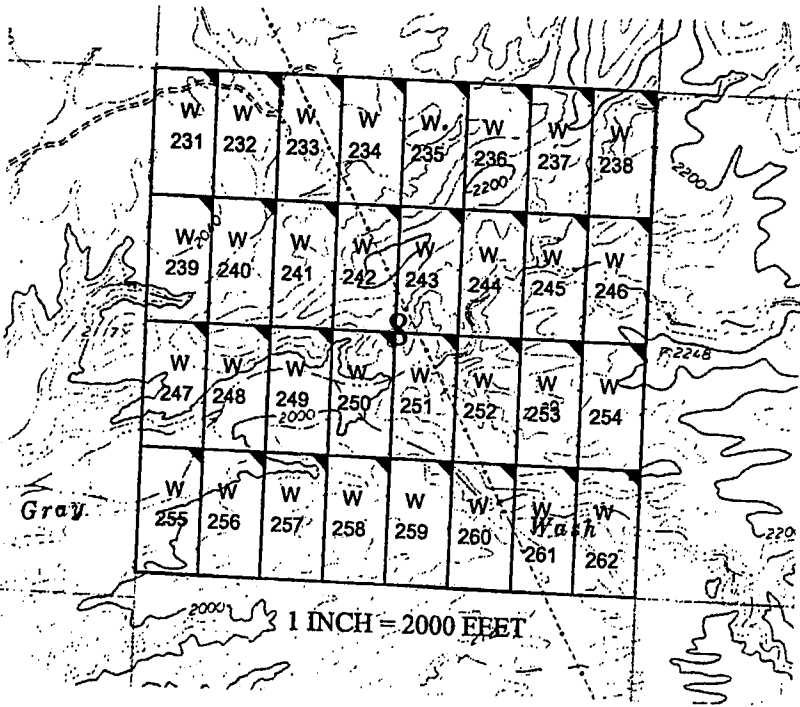 W W W W W W W W
231 232 233 234 235 236 237 238
2200
2200
W W W W W W W W
239 240 241 242 243 244 245 246
8
2248
W W W W W W W W
247 248 249 250 251 252 253 254
2000
W W W W W W W W
255 256 257 258 259 260 261 262
Gray Wash
2200
2000
1 INCH = 2000 FEET